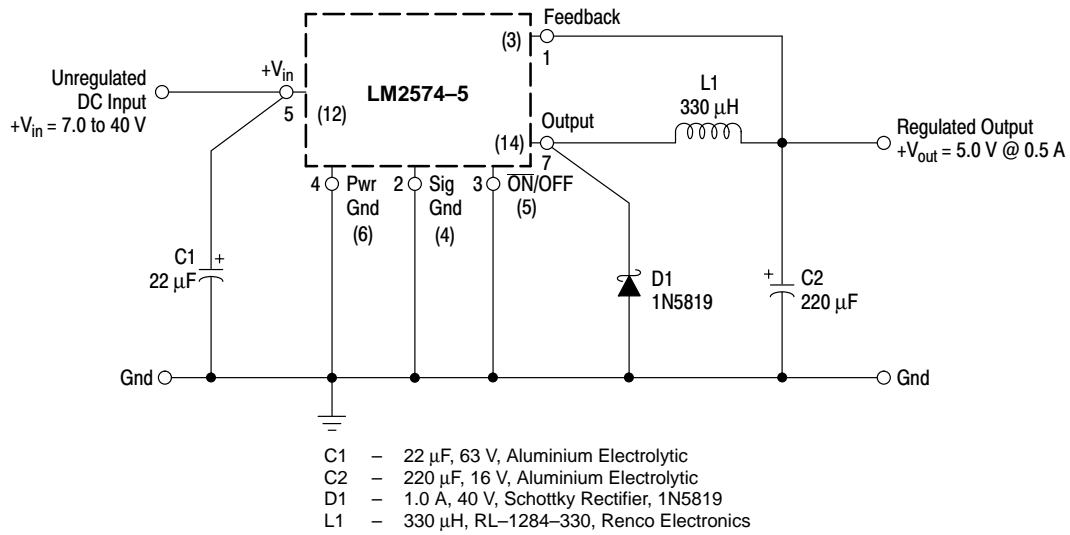 Feedback
(3)
1
Unregulated
DC Input
+Vin = 7.0 to 40 V
+Vin
5
(12)
LM2574–5
L1
330 μH
Output
(14)
7
Regulated Output
+Vout = 5.0 V @ 0.5 A
4 Pwr
Gnd
(6)
2 Sig
Gnd
(4)
3 ON/OFF
(5)
C1
22 μF
+
D1
1N5819
+
C2
220 μF
Gnd
Gnd
C1 – 22 μF, 63 V, Aluminium Electrolytic
C2 – 220 μF, 16 V, Aluminium Electrolytic
D1 – 1.0 A, 40 V, Schottky Rectifier, 1N5819
L1 – 330 μH, RL–1284–330, Renco Electronics